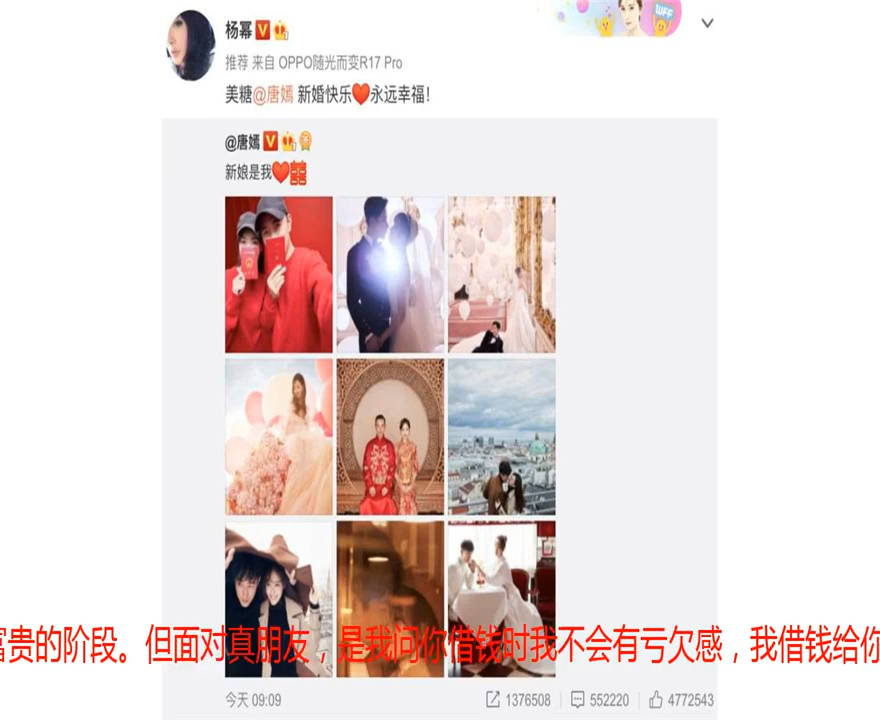 杨幂
推荐 来自 OPPO随光而变R17 Pro
美糖@唐嫣 新婚快乐❤永远幸福！
@唐嫣
新娘是我❤囍
富贵的阶段。但面对真朋友，是我问你借钱时我不会有亏欠感，我借钱给你
今天 09:09
1376508
552220
4772543